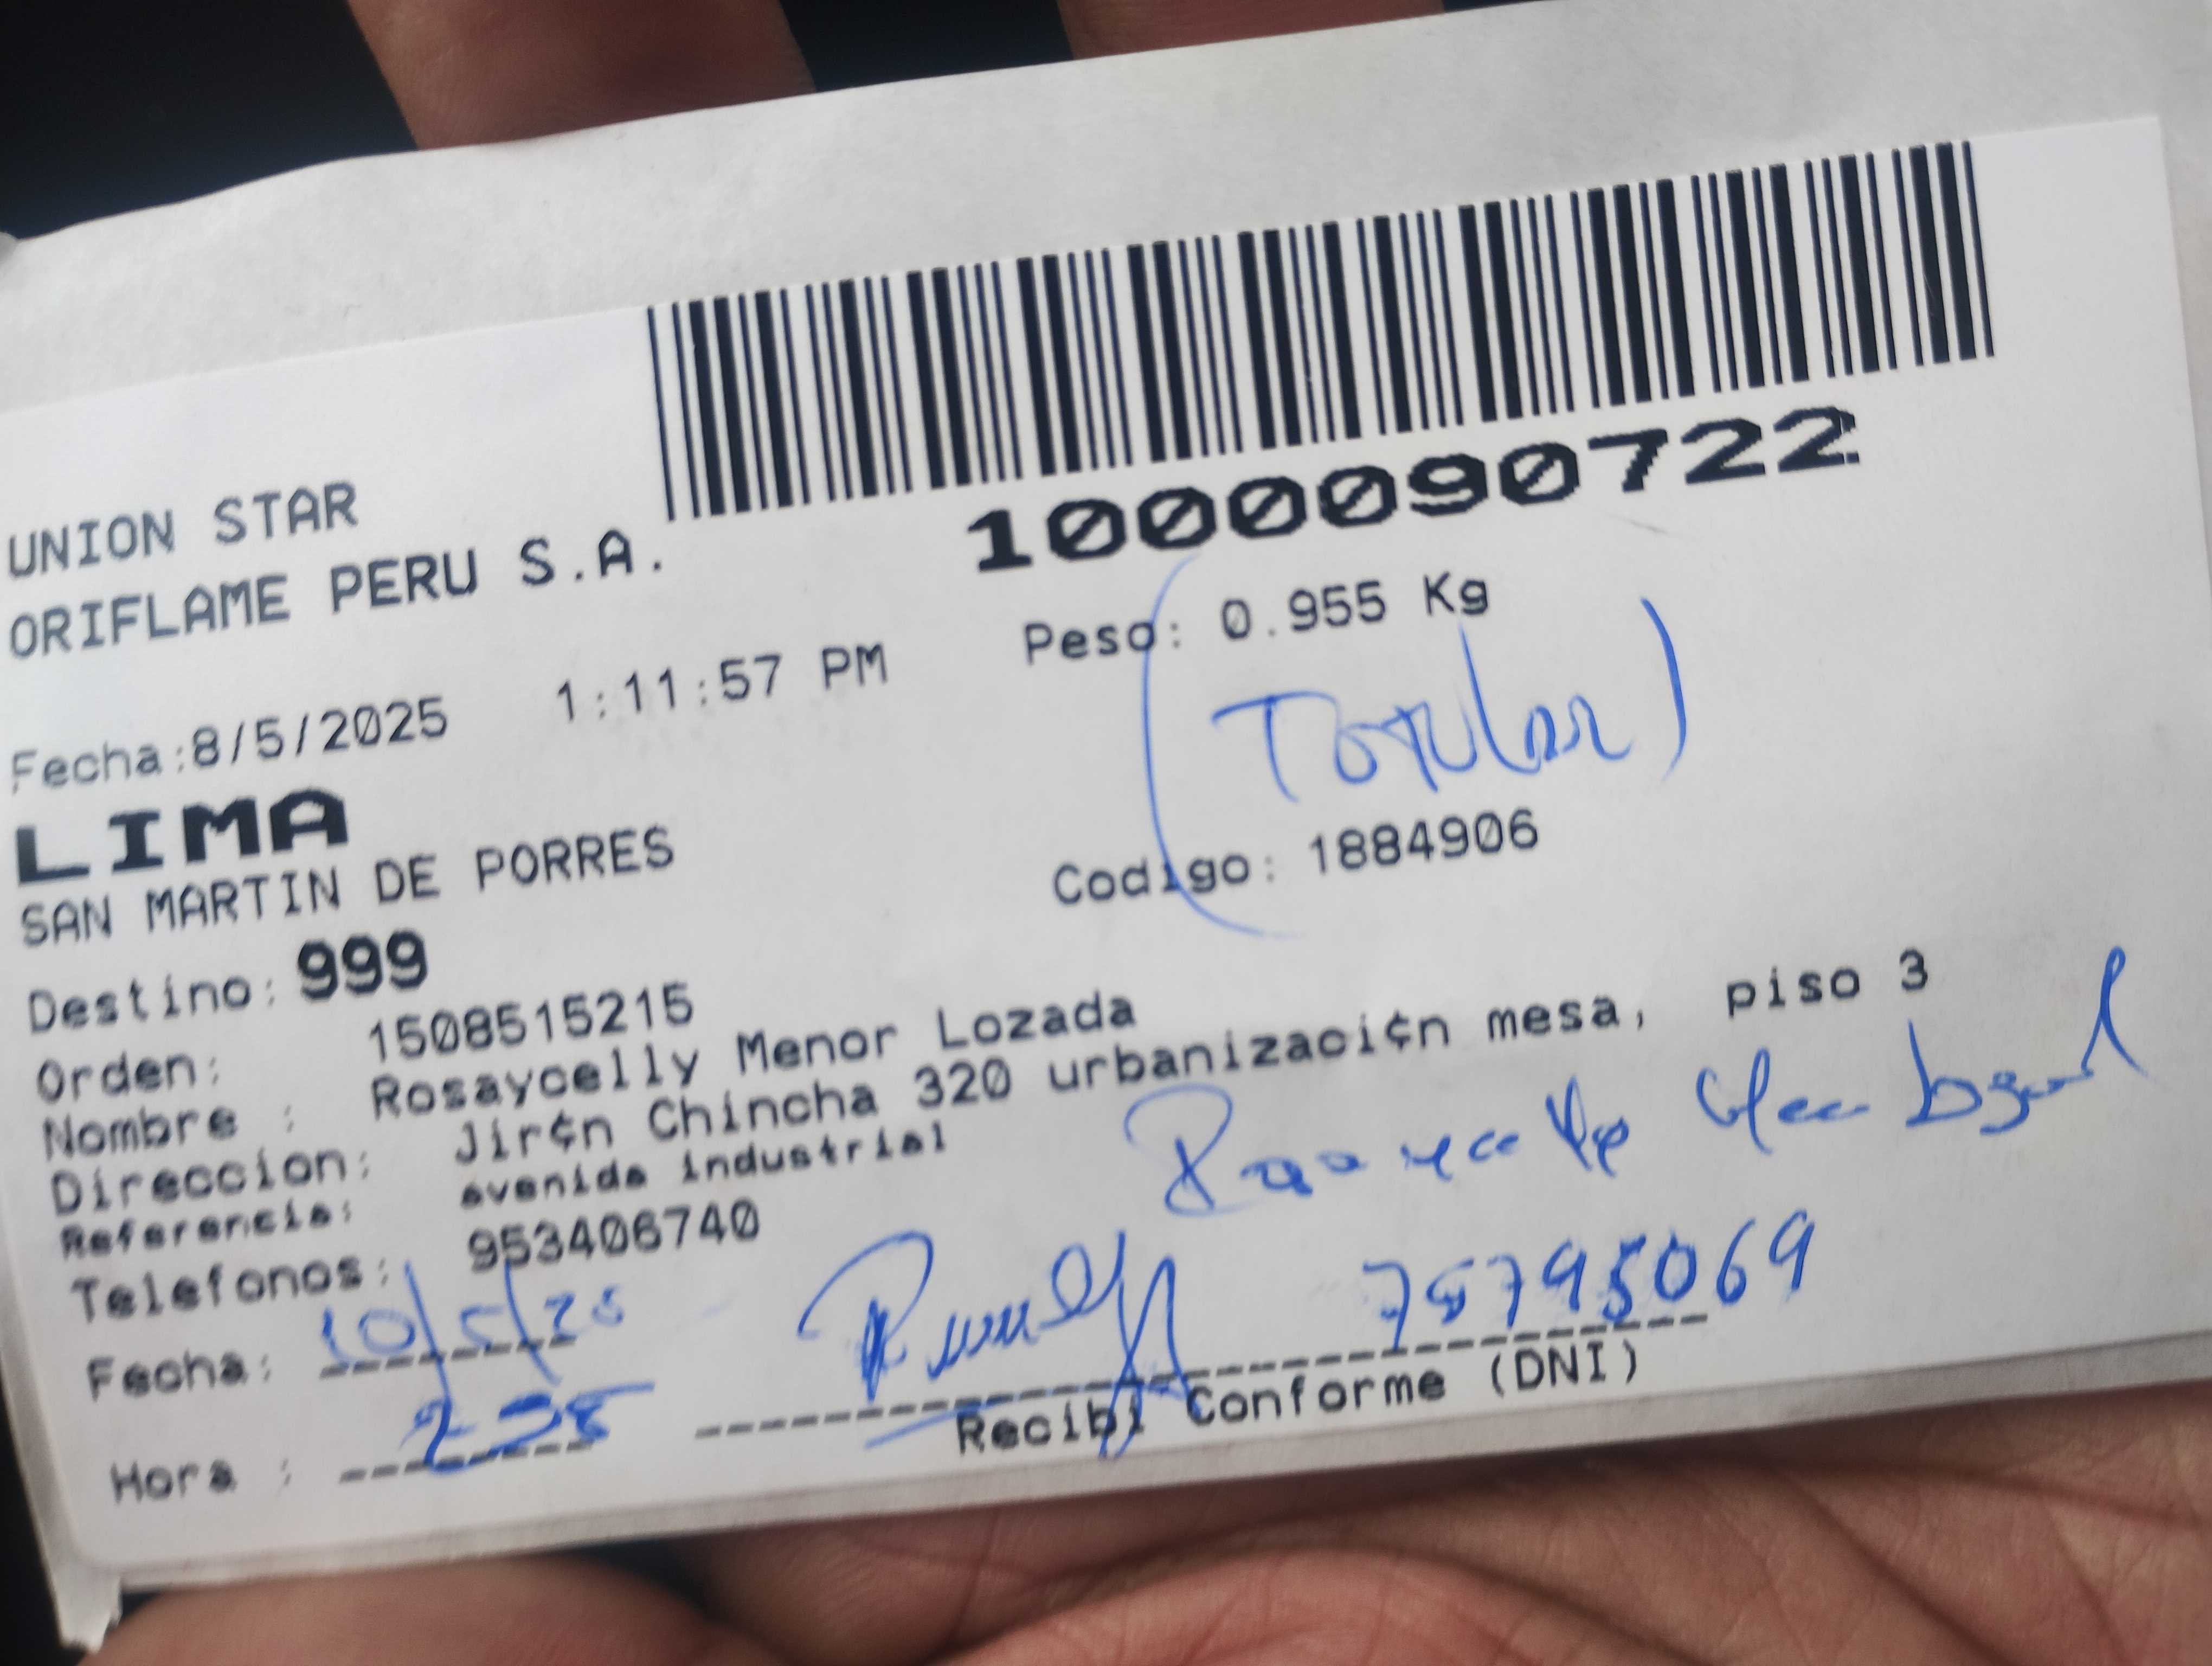 1000090722
UNION STAR
ORIFLAME PERU S.A.
Peso: 0.955 Kg
Fecha:8/5/2025 1:11:57 PM
(Titular)
LIMA
SAN MARTIN DE PORRES
Codigo: 1884906
Destino: 999
Orden: 1508515215
Nombre : Rosaycelly Menor Lozada
Direccion: Jir¢n Chincha 320 urbanizaci¢n mesa, piso 3
Referencia: avenida industrial
Telefonos: 953406740
Fecha: 10/5/25
Hora :
Recibi Conforme (DNI)